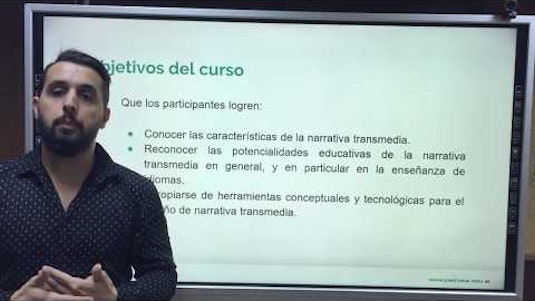 bjetivos del curso
Que los participantes logren:
• Conocer las características de la narrativa transmedia.
• Reconocer las potencialidades educativas de la narrativa
transmedia en general, y en particular en la enseñanza de
idiomas.
opiarse de herramientas conceptuales y tecnológicas para el
ño de narrativa transmedia.